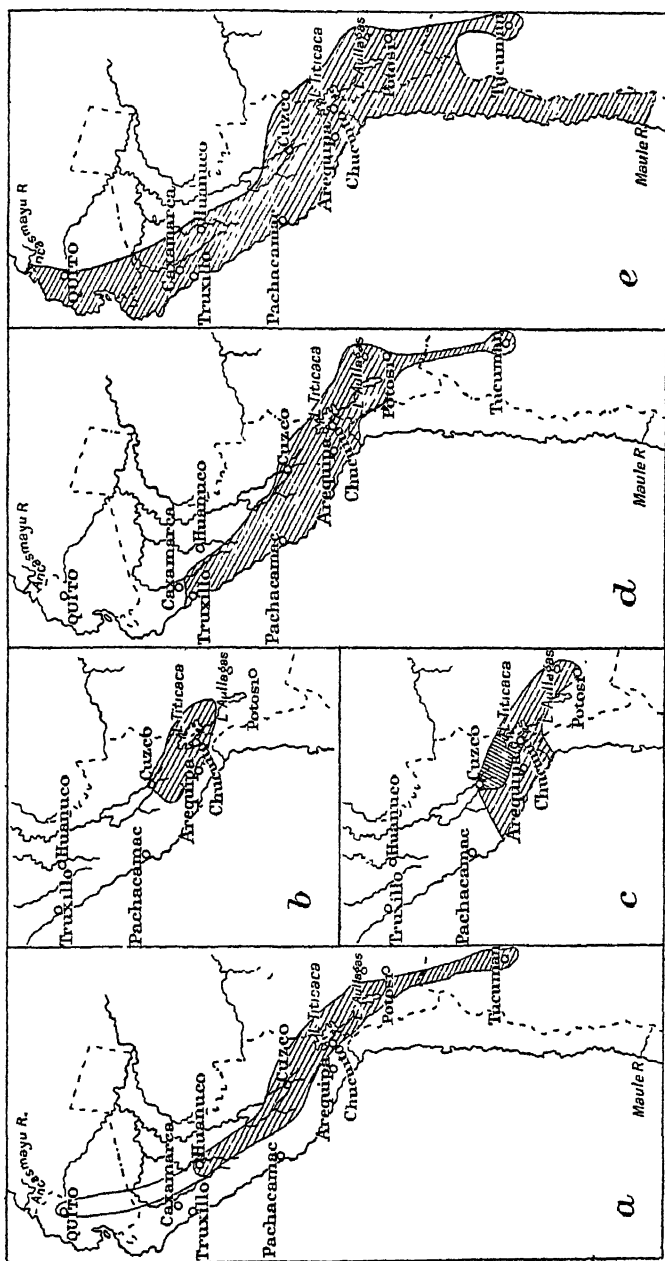 Ancasmayu R.
QUITO
Caxamarca
Truxillo
Huanuco
Pachacamac
Cuzco
L. Titicaca
Arequipa
Chucuito
L. Aullagas
Potosi
Tucuman
Maule R
a
Truxillo
Huanuco
Pachacamac
Cuzco
L. Titicaca
Arequipa
Chucuito
L. Aullagas
Potosi
b
Truxillo
Huanuco
Pachacamac
Cuzco
L. Titicaca
Arequipa
Chucuito
L. Aullagas
Potosi
c
Ancasmayu R
QUITO
Caxamarca
Truxillo
Huanuco
Pachacamac
Cuzco
L. Titicaca
Arequipa
Chucuito
L. Aullagas
Potosi
Tucuman
Maule R
d
Ancasmayu R
QUITO
Caxamarca
Truxilo
Huanuco
Pachacamac
Cuzco
L. Titicaca
Arequipa
Chucuito
L. Aullagas
Potosi
Tucuman
Maule R.
e